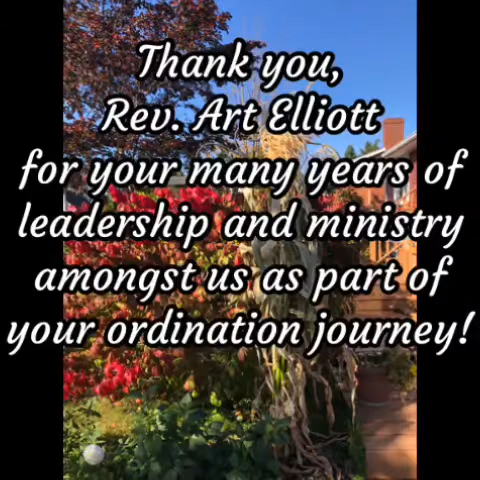 Thank you,
Rev. Art Elliott
for your many years of
leadership and ministry
amongst us as part of
your ordination journey!